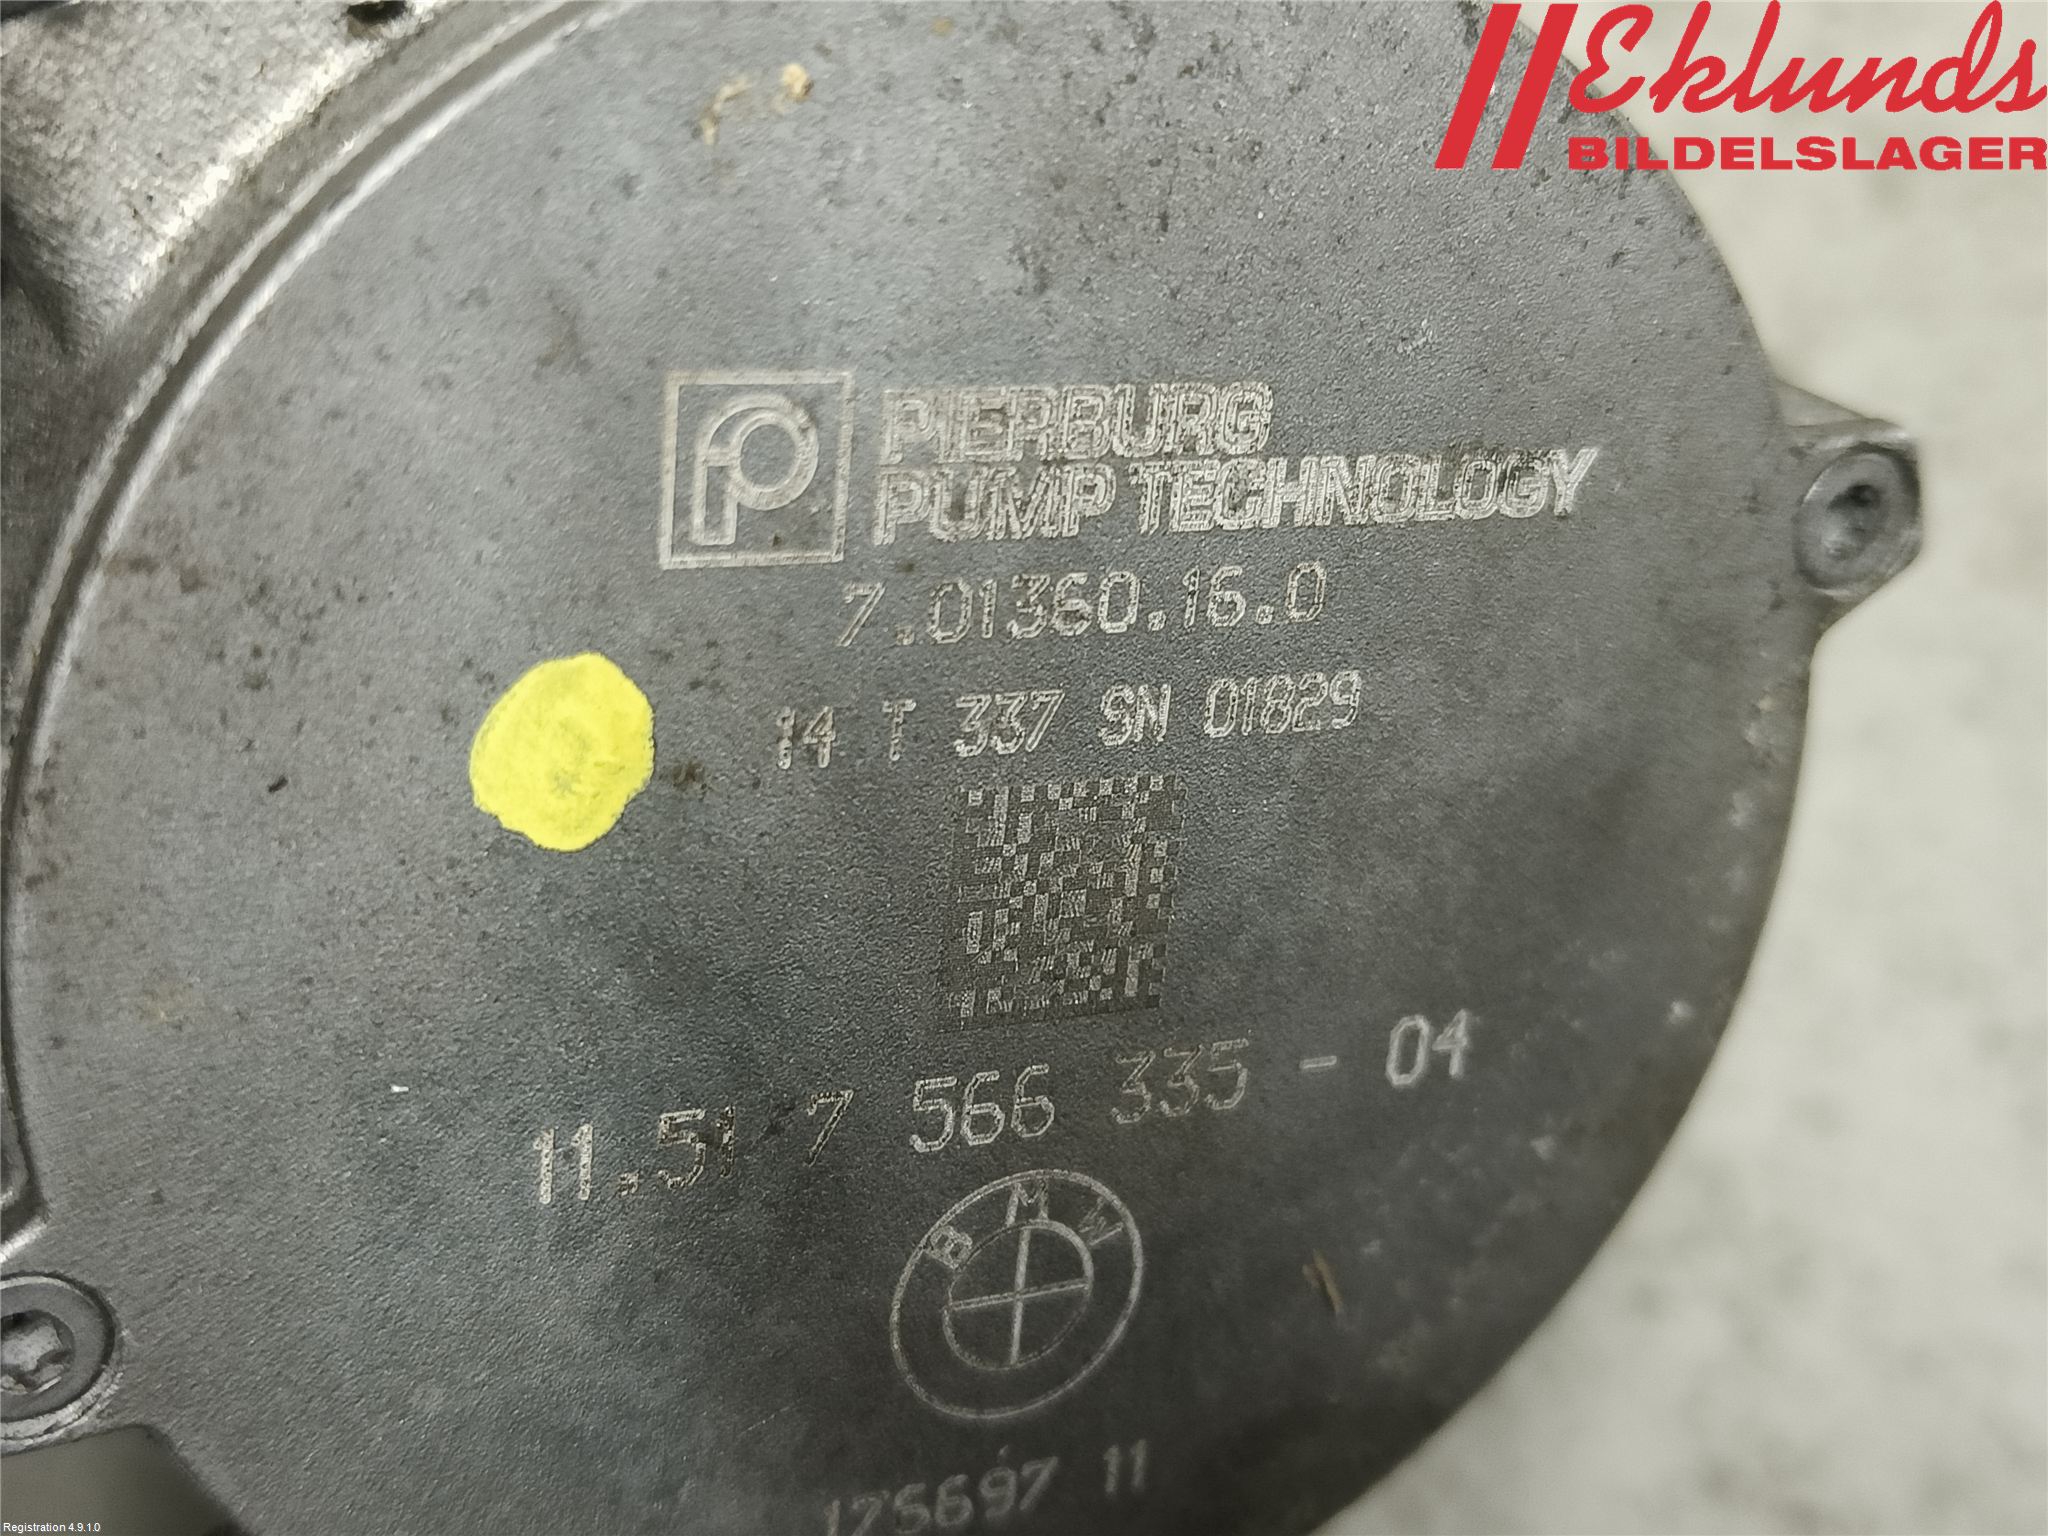 Eklunds
BILDELSLAGER
PIERBURG
PUMP TECHNOLOGY
7.01360.16.0
14 T 337 SN 01829
11.51 7 566 335 - 04
BMW
175697 11
Registration 4.9.1.0